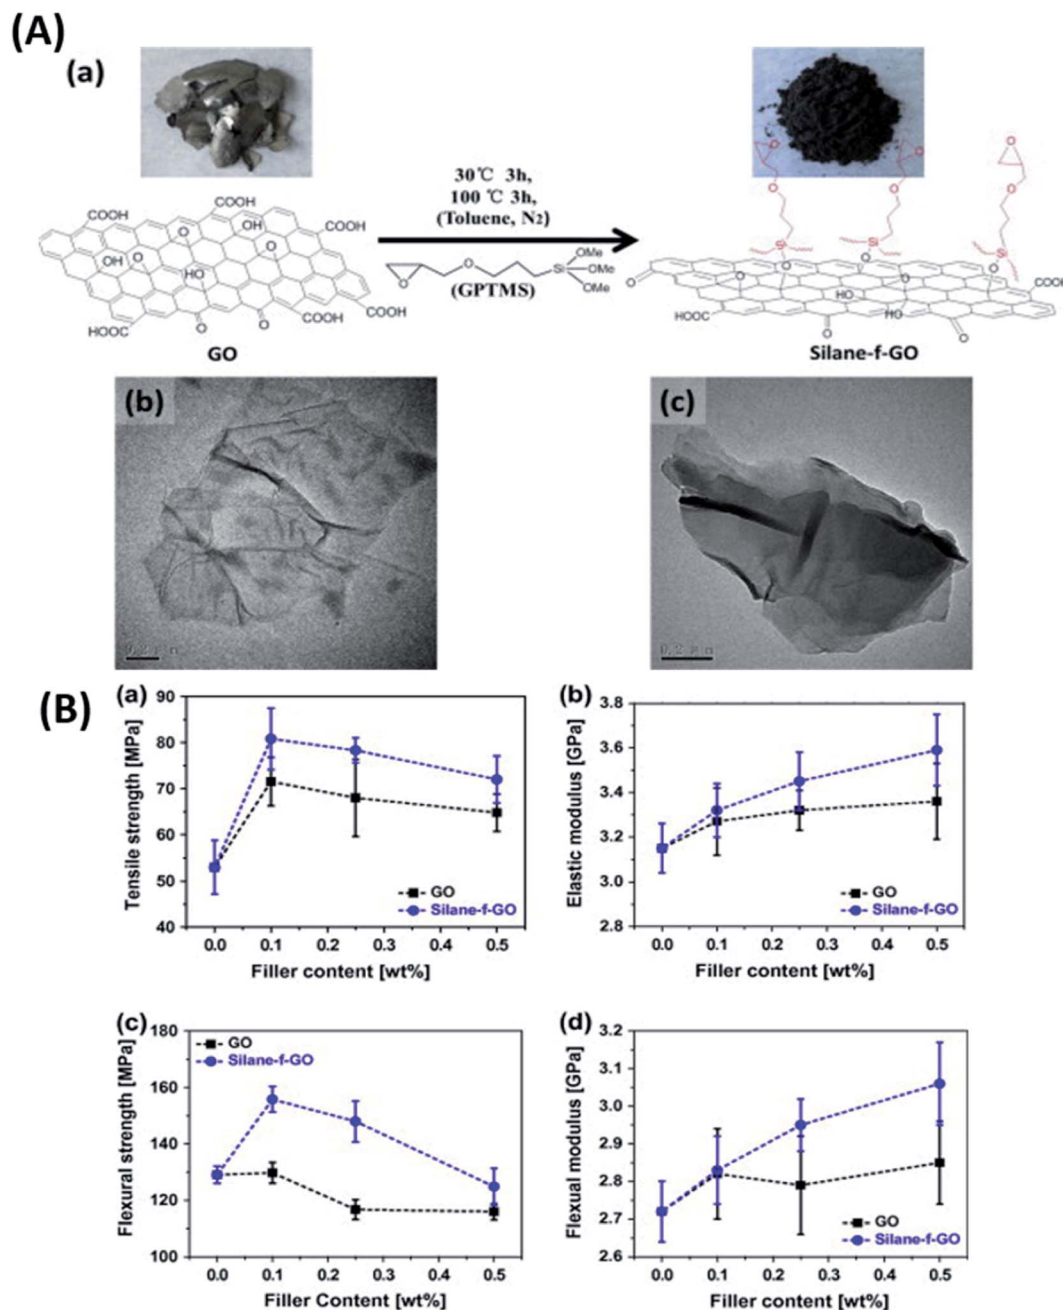 (A)
(a)
30℃ 3h,
100 ℃ 3h,
(Toluene, N2)
COOH
COOH
COOH
COOH
COOH
COOH
HOOC
OH
OH
HO
O
O
O
O
O
O
O
O
Si
OMe
OMe
OMe
(GPTMS)
GO
O
O
O
O
O
O
Si
Si
Si
O
O
O
O
O
O
HO
HO
COOH
HOOC
Silane-f-GO
(b)
(c)
0.2 μm
(B)
(a)
Tensile strength [MPa]
90
80
70
60
50
40
0.0 0.1 0.2 0.3 0.4 0.5
Filler content [wt%]
GO
Silane-f-GO
(b)
Elastic modulus [GPa]
3.8
3.6
3.4
3.2
3.0
2.8
0.0 0.1 0.2 0.3 0.4 0.5
Filler content [wt%]
GO
Silane-f-GO
(c)
Flexural strength [MPa]
180
160
140
120
100
0.0 0.1 0.2 0.3 0.4 0.5
Filler Content [wt%]
GO
Silane-f-GO
(d)
Flexual modulus [GPa]
3.2
3.1
3.0
2.9
2.8
2.7
2.6
0.0 0.1 0.2 0.3 0.4 0.5
Filler content [wt%]
GO
Silane-f-GO